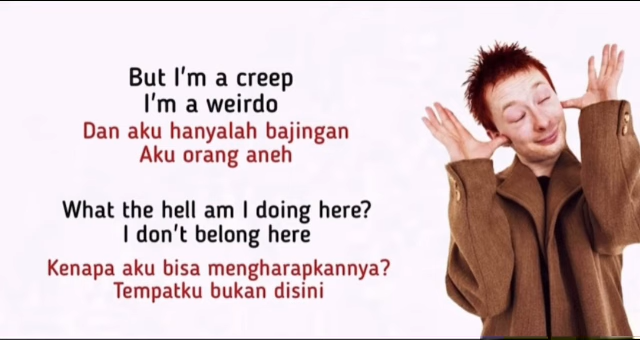 But I'm a creep
I'm a weirdo
Dan aku hanyalah bajingan
Aku orang aneh
What the hell am I doing here?
I don't belong here
Kenapa aku bisa mengharapkannya?
Tempatku bukan disini